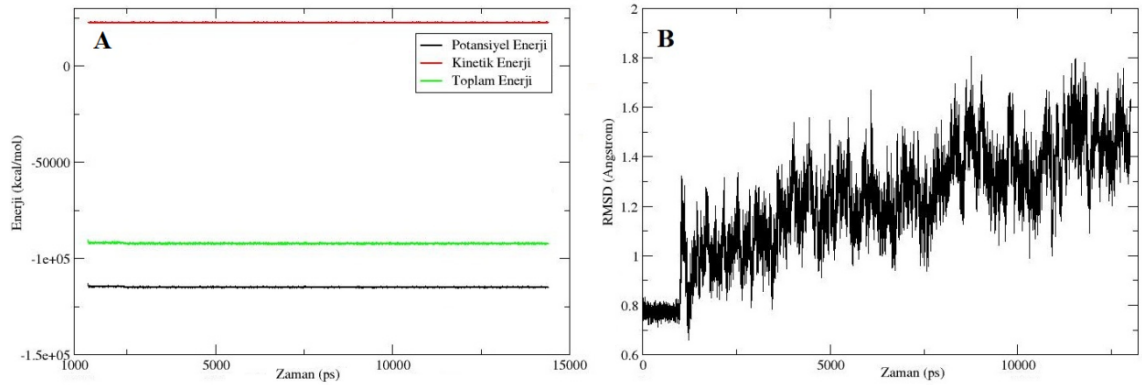 A
Potansiyel Enerji
Kinetik Enerji
Toplam Enerji
Enerji (kcal/mol)
0
-50000
-1e+05
-1.5e+05
1000
5000
10000
15000
Zaman (ps)
B
RMSD (Angstrom)
2
1.8
1.6
1.4
1.2
1
0.8
0.6
0
5000
10000
Zaman (ps)